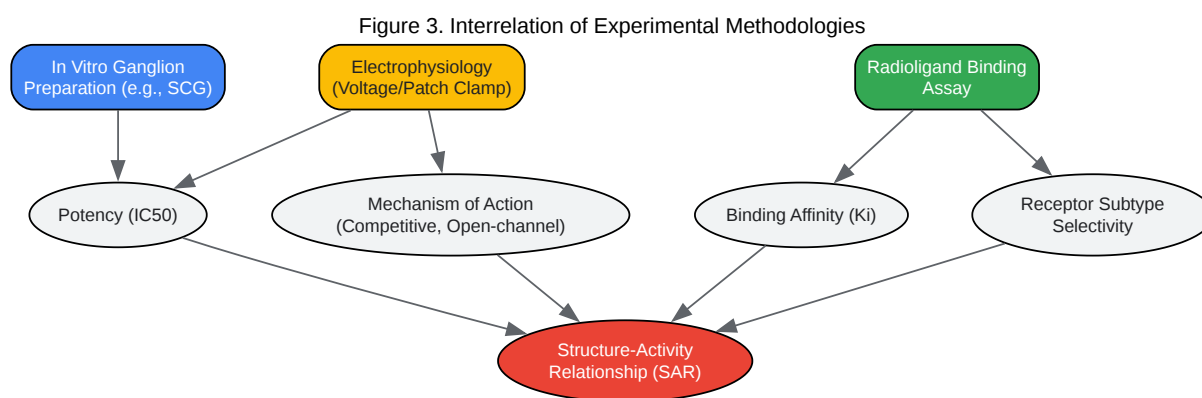 Figure 3. Interrelation of Experimental Methodologies
In Vitro Ganglion
Preparation (e.g., SCG)
Electrophysiology
(Voltage/Patch Clamp)
Radioligand Binding
Assay
Potency (IC50)
Mechanism of Action
(Competitive, Open-channel)
Binding Affinity (Ki)
Receptor Subtype
Selectivity
Structure-Activity
Relationship (SAR)